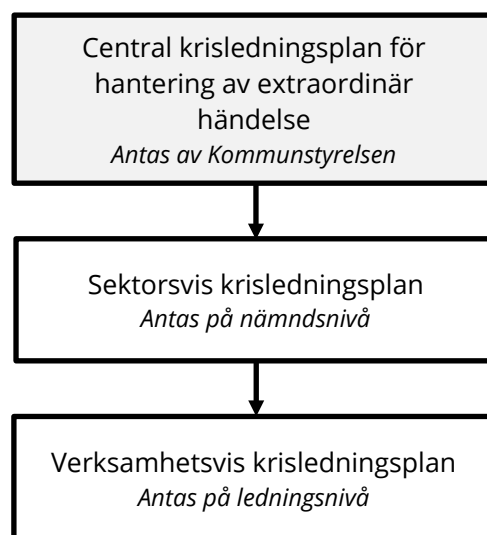 Central krisledningsplan för
hantering av extraordinär
händelse
Antas av Kommunstyrelsen
Sektorsvis krisledningsplan
Antas på nämndsnivå
Verksamhetsvis krisledningsplan
Antas på ledningsnivå